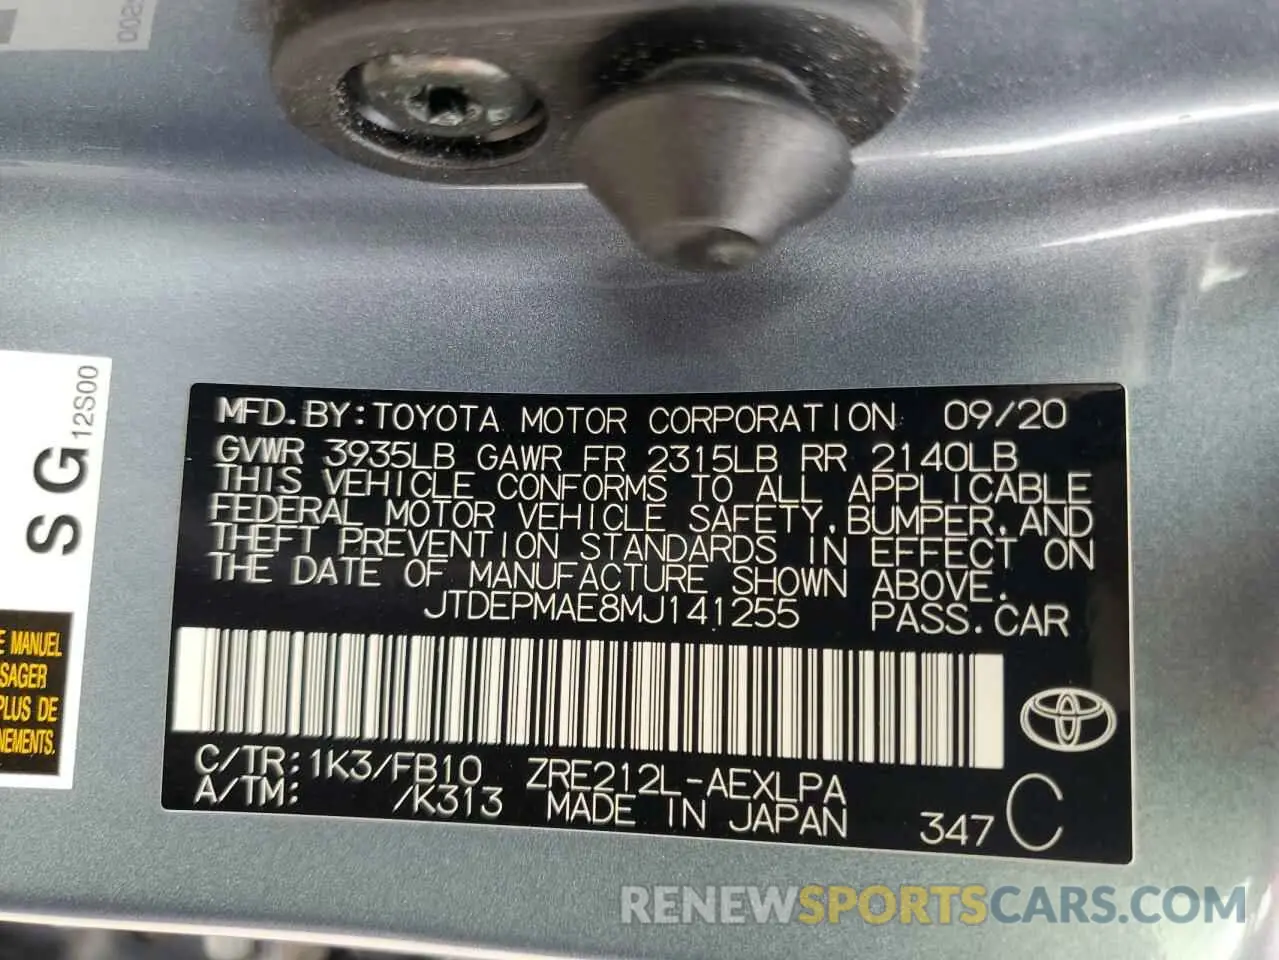 MFD.BY:TOYOTA MOTOR CORPORATION 09/20
GVWR 3935LB GAWR FR 2315LB RR 2140LB
THIS VEHICLE CONFORMS TO ALL APPLICABLE
FEDERAL MOTOR VEHICLE SAFETY,BUMPER,AND
THEFT PREVENTION STANDARDS IN EFFECT ON
THE DATE OF MANUFACTURE SHOWN ABOVE.
JTDEPMAE8MJ141255 PASS.CAR
C/TR:1K3/FB10 ZRE212L-AEXLPA
A/TM: /K313 MADE IN JAPAN 347 C
SG 12S00
MANUEL
PLUS DE
RENEWSPORTSCARS.COM